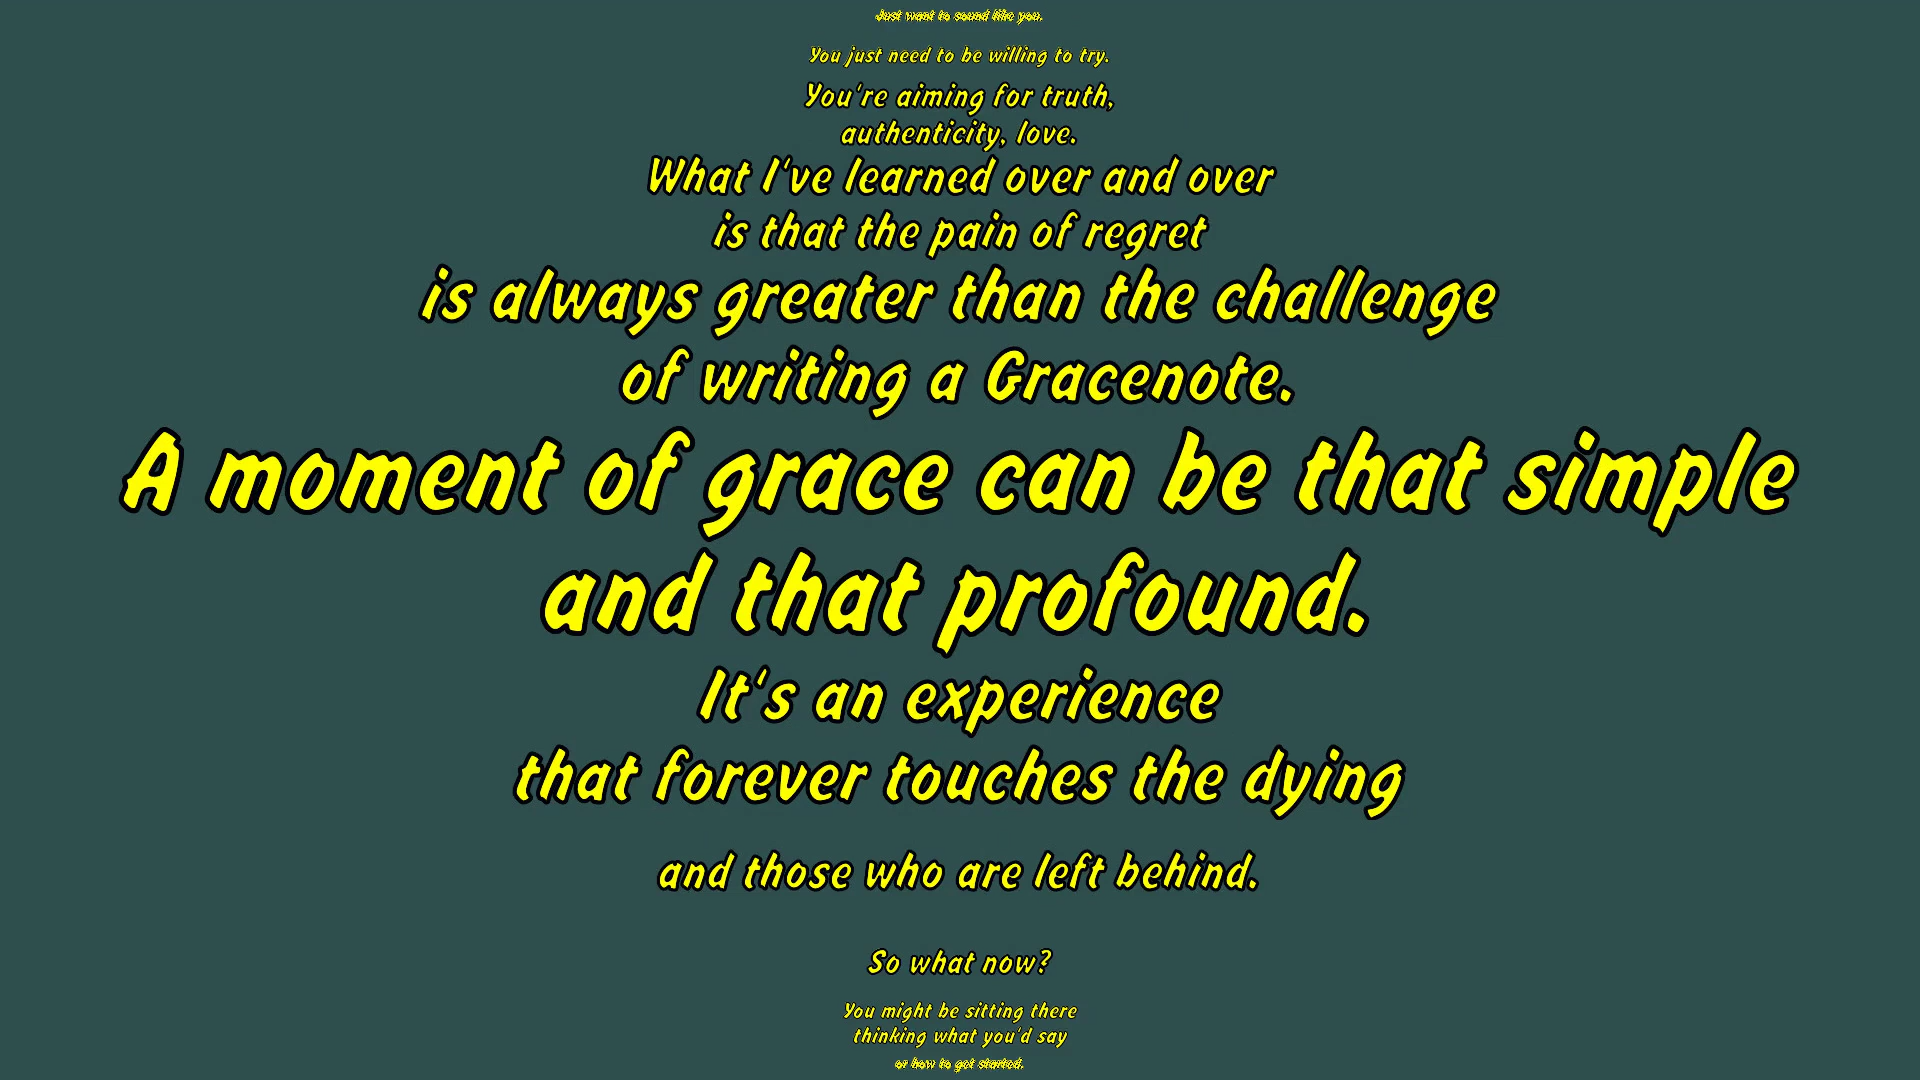 Just want to sound like you.
You just need to be willing to try.
You're aiming for truth,
authenticity, love.
What I've learned over and over
is that the pain of regret
is always greater than the challenge
of writing a Gracenote.
A moment of grace can be that simple
and that profound.
It's an experience
that forever touches the dying
and those who are left behind.
So what now?
You might be sitting there
thinking what you'd say
or how to get started.